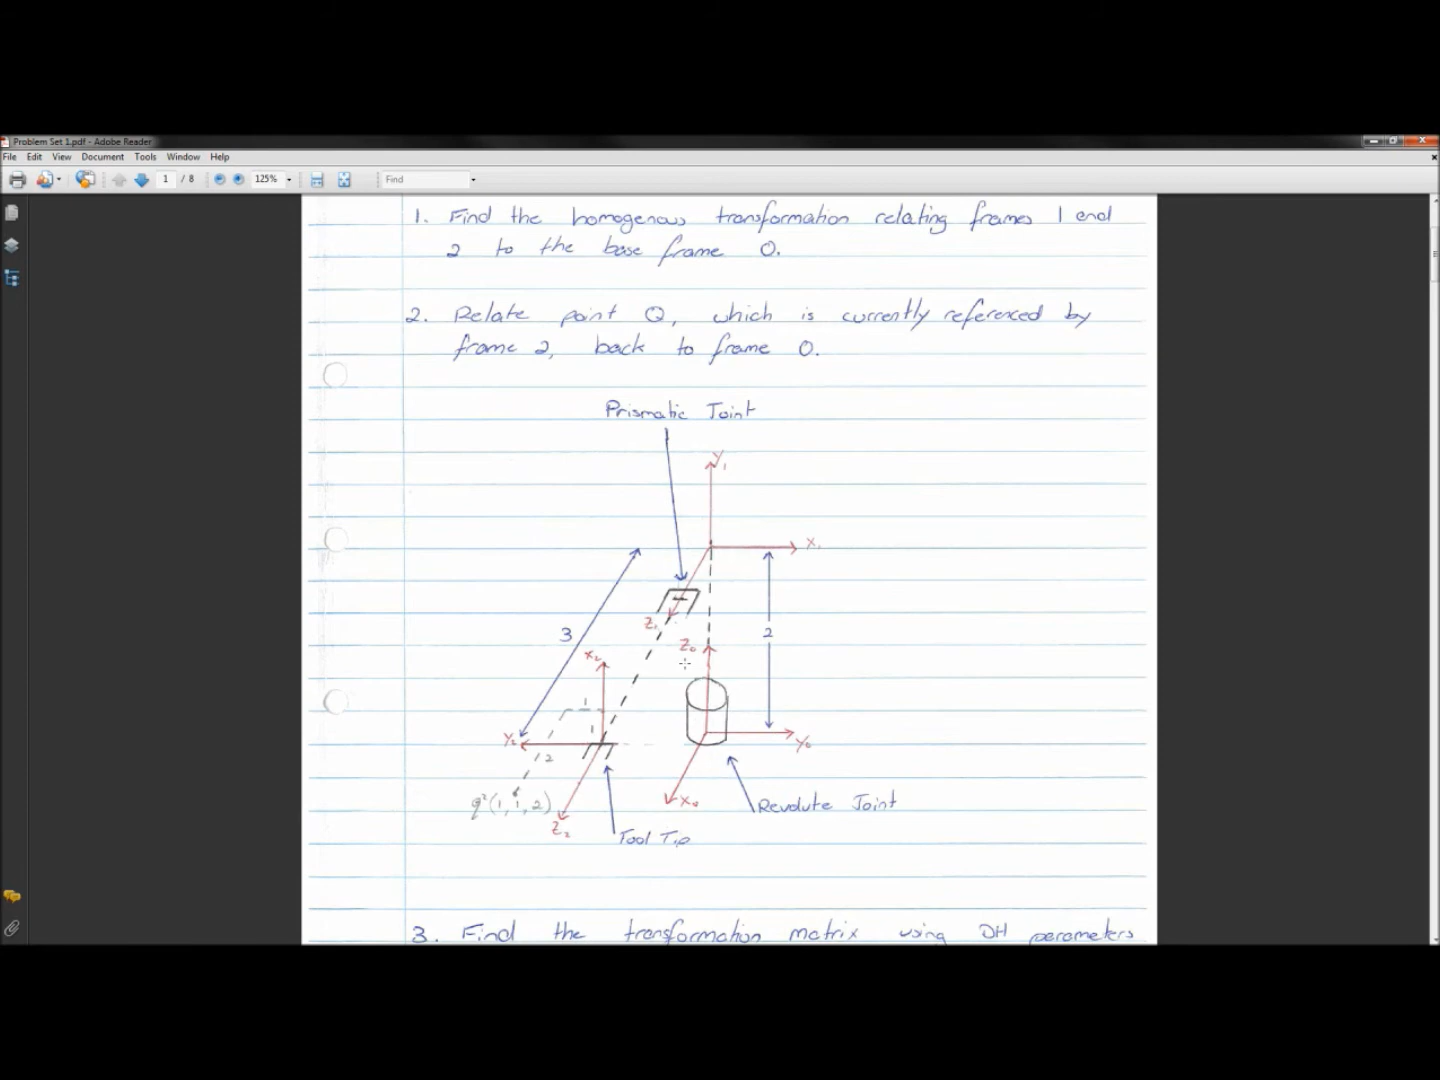 Problem Set 1.pdf - Adobe Reader
File Edit View Document Tools Window Help
1 / 8 125% Find
1. Find the homogenous transformation relating frames 1 and
2 to the base frame 0.
2. Relate point Q, which is currently referenced by
frame 2, back to frame 0.
Prismatic Joint
Y1
X1
3
Z1
2
Z0
X2
1
1
Y2
2
Y0
q²(1, 1, 2)
X0
Revolute Joint
Z2
Tool Tip
3. Find the transformation matrix using DH parameters